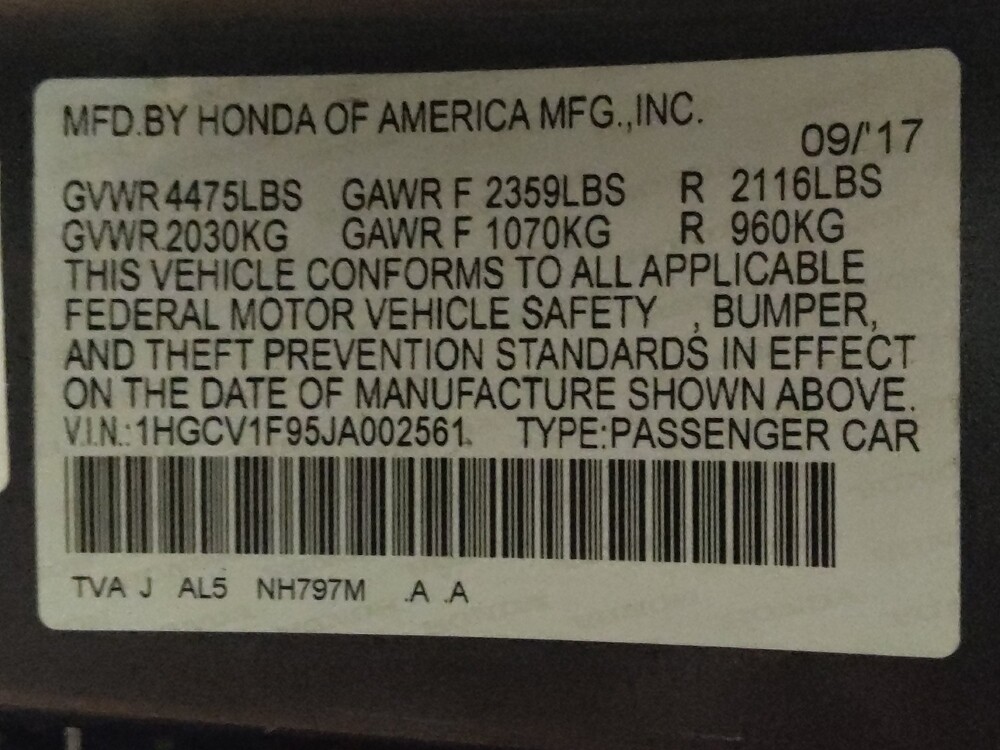 MFD.BY HONDA OF AMERICA MFG.,INC.
09/'17
GVWR 4475LBS GAWR F 2359LBS R 2116LBS
GVWR 2030KG GAWR F 1070KG R 960KG
THIS VEHICLE CONFORMS TO ALL APPLICABLE
FEDERAL MOTOR VEHICLE SAFETY , BUMPER,
AND THEFT PREVENTION STANDARDS IN EFFECT
ON THE DATE OF MANUFACTURE SHOWN ABOVE.
V.I.N.:1HGCV1F95JA002561 TYPE:PASSENGER CAR
TVA J AL5 NH797M .A .A